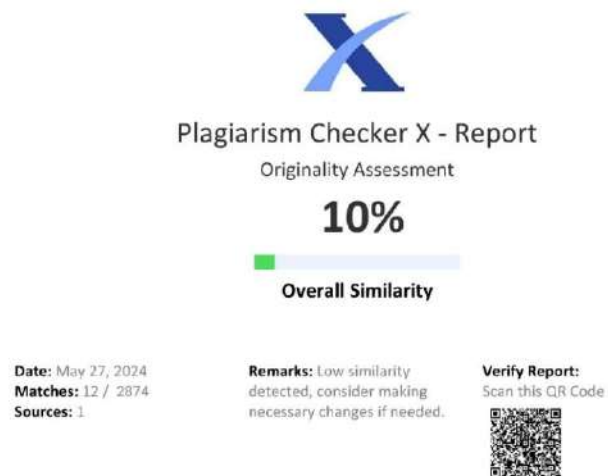 Plagiarism Checker X - Report
Originality Assessment
10%
Overall Similarity
Date: May 27, 2024
Matches: 12 / 2874
Sources: 1
Remarks: Low similarity
detected, consider making
necessary changes if needed.
Verify Report:
Scan this QR Code